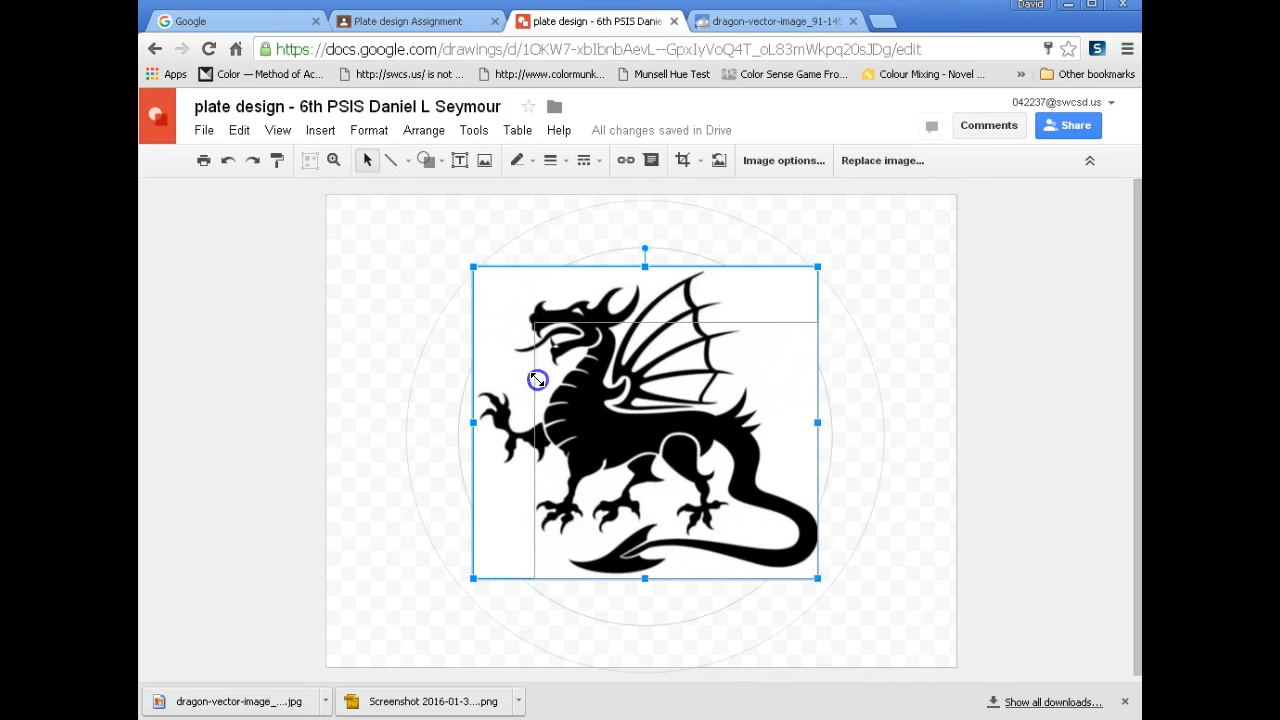 David
Google
Plate design Assignment
plate design - 6th PSIS Danie
dragon-vector-image_91-145
https://docs.google.com/drawings/d/1OKW7-xbIbnbAevL--GpxIyVoQ4T_oL83mWkpq20sJDg/edit
Apps
Color — Method of Ac...
http://swcs.us/ is not ...
http://www.colormunk...
Munsell Hue Test
Color Sense Game Fro...
Colour Mixing - Novel ...
» Other bookmarks
plate design - 6th PSIS Daniel L Seymour
042237@swcsd.us
File Edit View Insert Format Arrange Tools Table Help All changes saved in Drive
Comments
Share
Image options...
Replace image...
dragon-vector-image_....jpg
Screenshot 2016-01-3....png
Show all downloads...